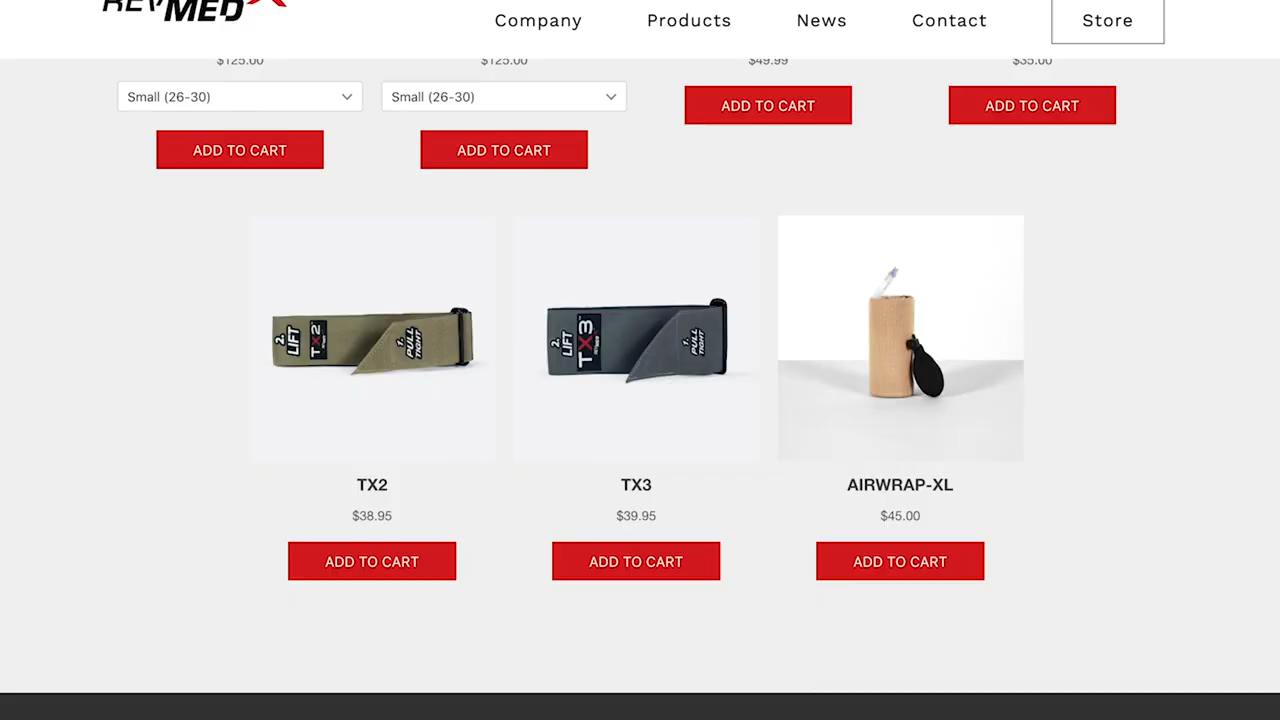 REVMED
Company
Products
News
Contact
Store
$125.00
$125.00
$49.99
$35.00
Small (26-30)
Small (26-30)
ADD TO CART
ADD TO CART
ADD TO CART
ADD TO CART
2.
LIFT
TX2
1.
PULL
TIGHT
2.
LIFT
TX3
1.
PULL
TIGHT
TX2
TX3
AIRWRAP-XL
$38.95
$39.95
$45.00
ADD TO CART
ADD TO CART
ADD TO CART